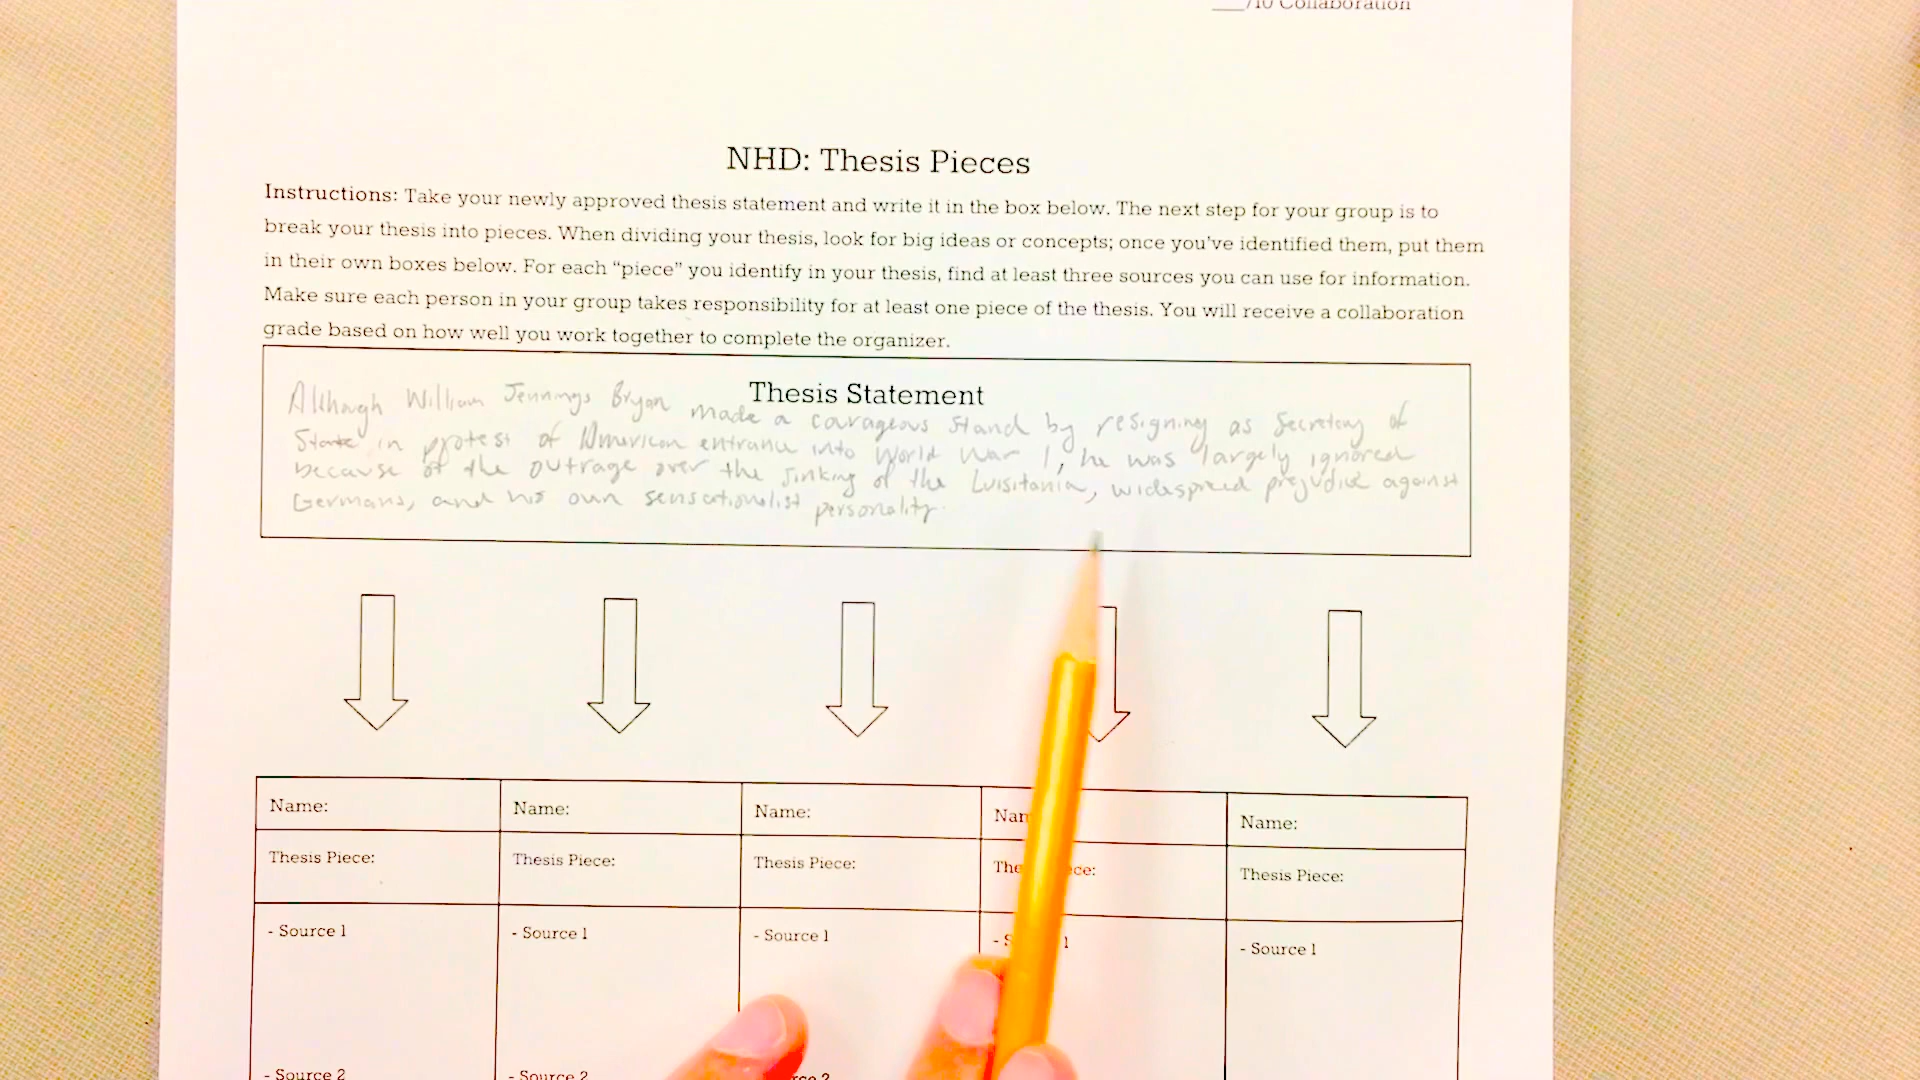 ___/10 Collaboration
NHD: Thesis Pieces
Instructions: Take your newly approved thesis statement and write it in the box below. The next step for your group is to
break your thesis into pieces. When dividing your thesis, look for big ideas or concepts; once you've identified them, put them
in their own boxes below. For each “piece” you identify in your thesis, find at least three sources you can use for information.
Make sure each person in your group takes responsibility for at least one piece of the thesis. You will receive a collaboration
grade based on how well you work together to complete the organizer.
Thesis Statement
Although William Jennings Bryan made a courageous stand by resigning as Secretary of
State in protest of American entrance into World War 1, he was largely ignored
because of the outrage over the sinking of the Luisitania, widespread prejudice against
Germans, and his own sensationalist personality.
Name: Name: Name: Nam Name:
Thesis Piece: Thesis Piece: Thesis Piece: The ce: Thesis Piece:
- Source 1 - Source 1 - Source 1 - S 1 - Source 1
- Source 2 - Source 2 rce 2